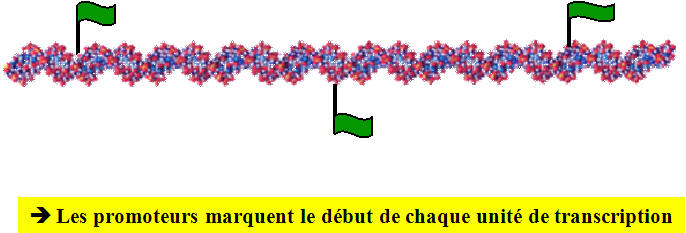 ➔ Les promoteurs marquent le début de chaque unité de transcription